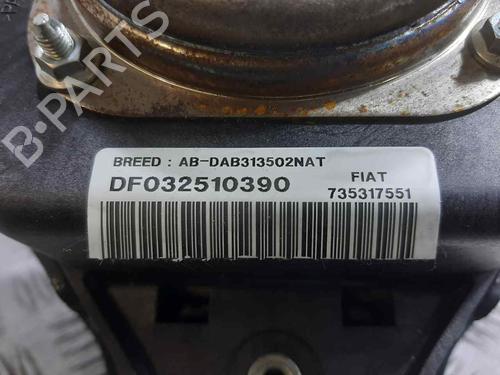 B-PARTS
BREED : AB-DAB313502NAT
DF032510390
FIAT
735317551